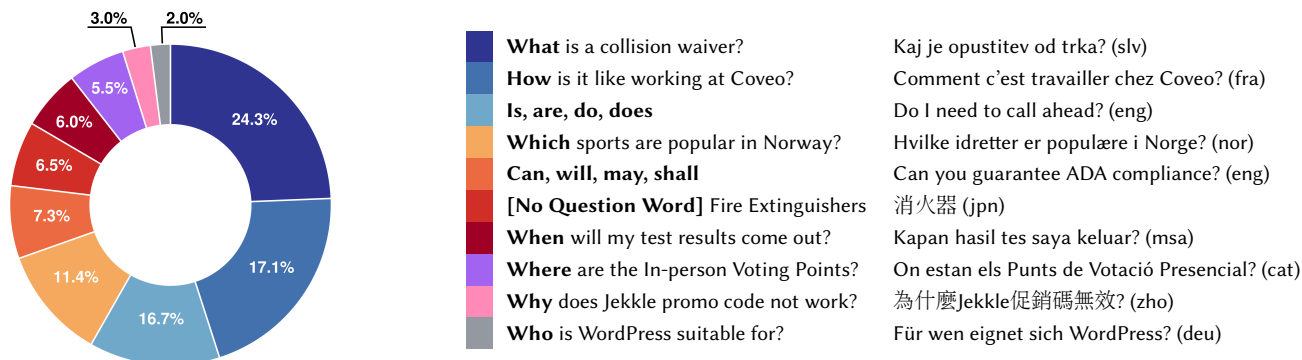 3.0%
2.0%
24.3%
17.1%
16.7%
11.4%
7.3%
6.5%
6.0%
5.5%
What is a collision waiver? Kaj je opustitev od trka? (slv)
How is it like working at Coveo? Comment c’est travailler chez Coveo? (fra)
Is, are, do, does Do I need to call ahead? (eng)
Which sports are popular in Norway? Hvilke idretter er populære i Norge? (nor)
Can, will, may, shall Can you guarantee ADA compliance? (eng)
[No Question Word] Fire Extinguishers 消火器 (jpn)
When will my test results come out? Kapan hasil tes saya keluar? (msa)
Where are the In-person Voting Points? On estan els Punts de Votació Presencial? (cat)
Why does Jekkle promo code not work? 為什麼Jekkle促銷碼無效? (zho)
Who is WordPress suitable for? Für wen eignet sich WordPress? (deu)